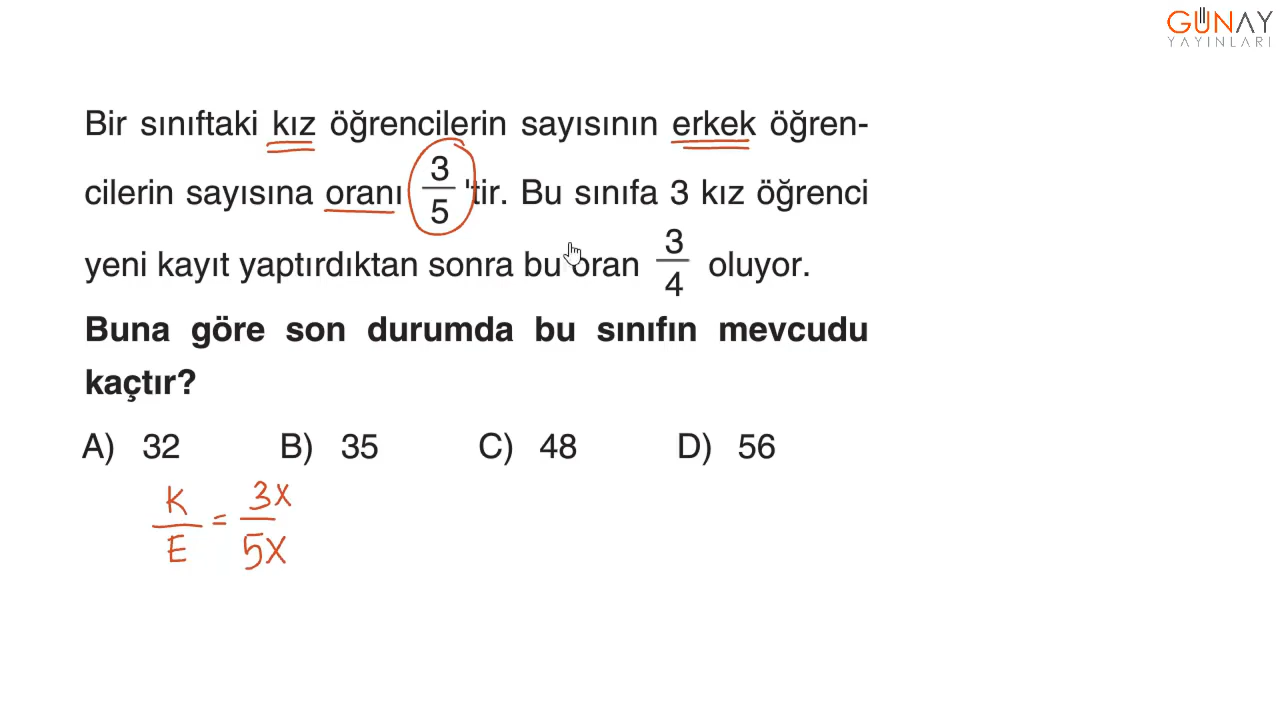 GÜNAY
YAYINLARI
Bir sınıftaki kız öğrencilerin sayısının erkek öğren-
cilerin sayısına oranı 3/5 'tir. Bu sınıfa 3 kız öğrenci
yeni kayıt yaptırdıktan sonra bu oran 3/4 oluyor.
Buna göre son durumda bu sınıfın mevcudu
kaçtır?
A) 32 B) 35 C) 48 D) 56
K/E = 3x/5x